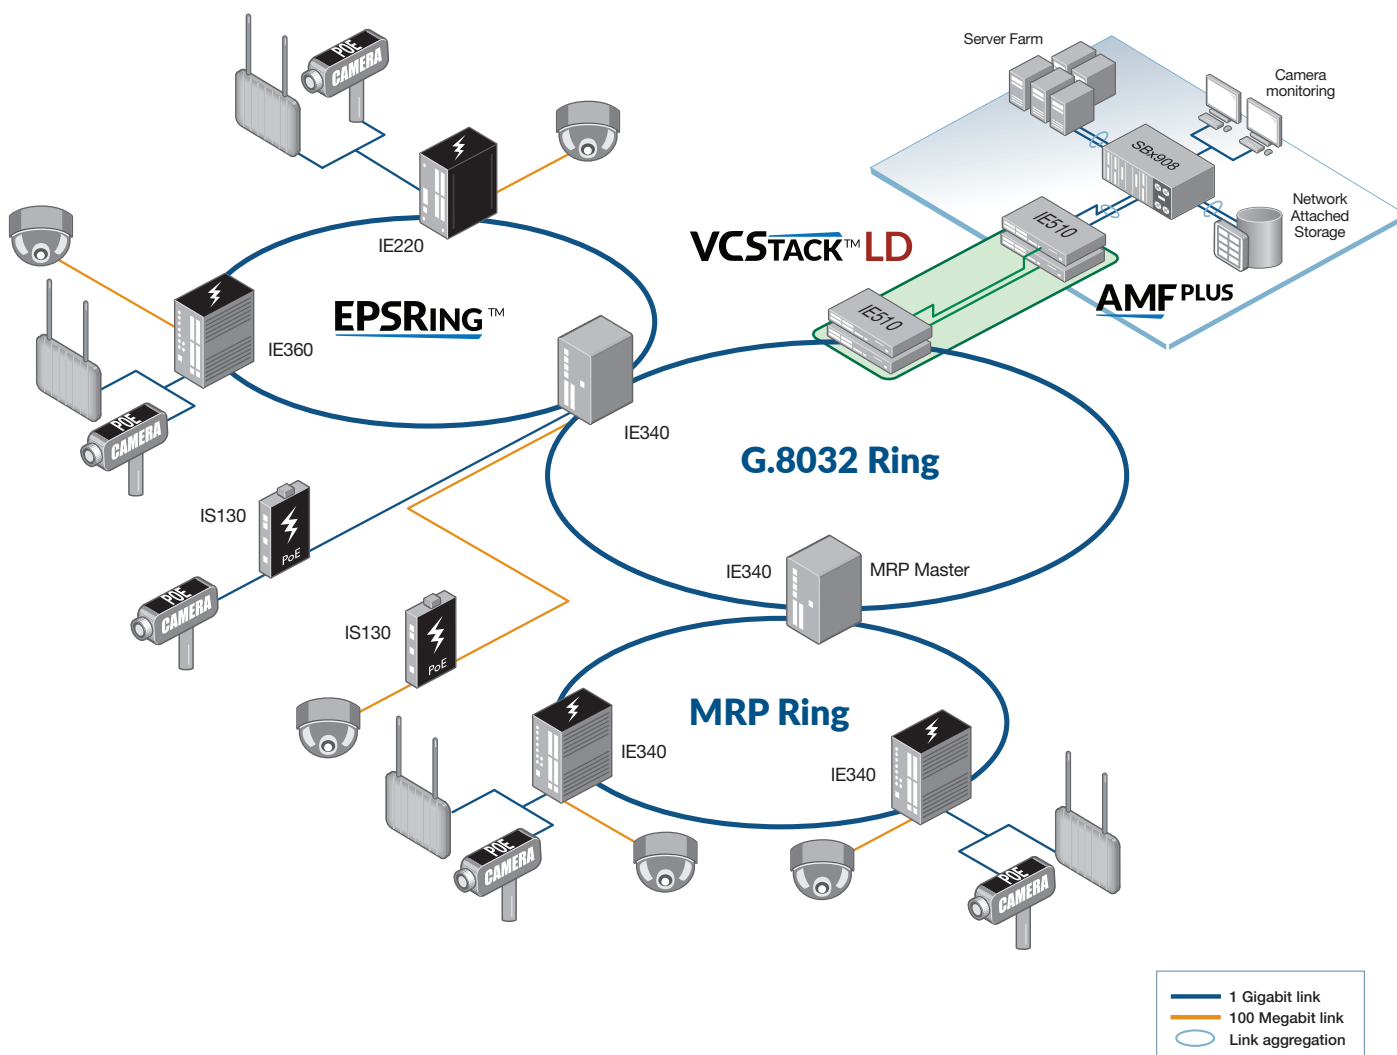 Server Farm
Camera
monitoring
POE
CAMERA
SBx908
Network
Attached
Storage
IE510
IE220
VCSTACK™ LD
AMF PLUS
EPSRING™
IE510
IE360
IE340
POE
CAMERA
G.8032 Ring
IS130
PoE
IE340
MRP Master
POE
CAMERA
IS130
PoE
MRP Ring
IE340
IE340
POE
CAMERA
POE
CAMERA
1 Gigabit link
100 Megabit link
Link aggregation